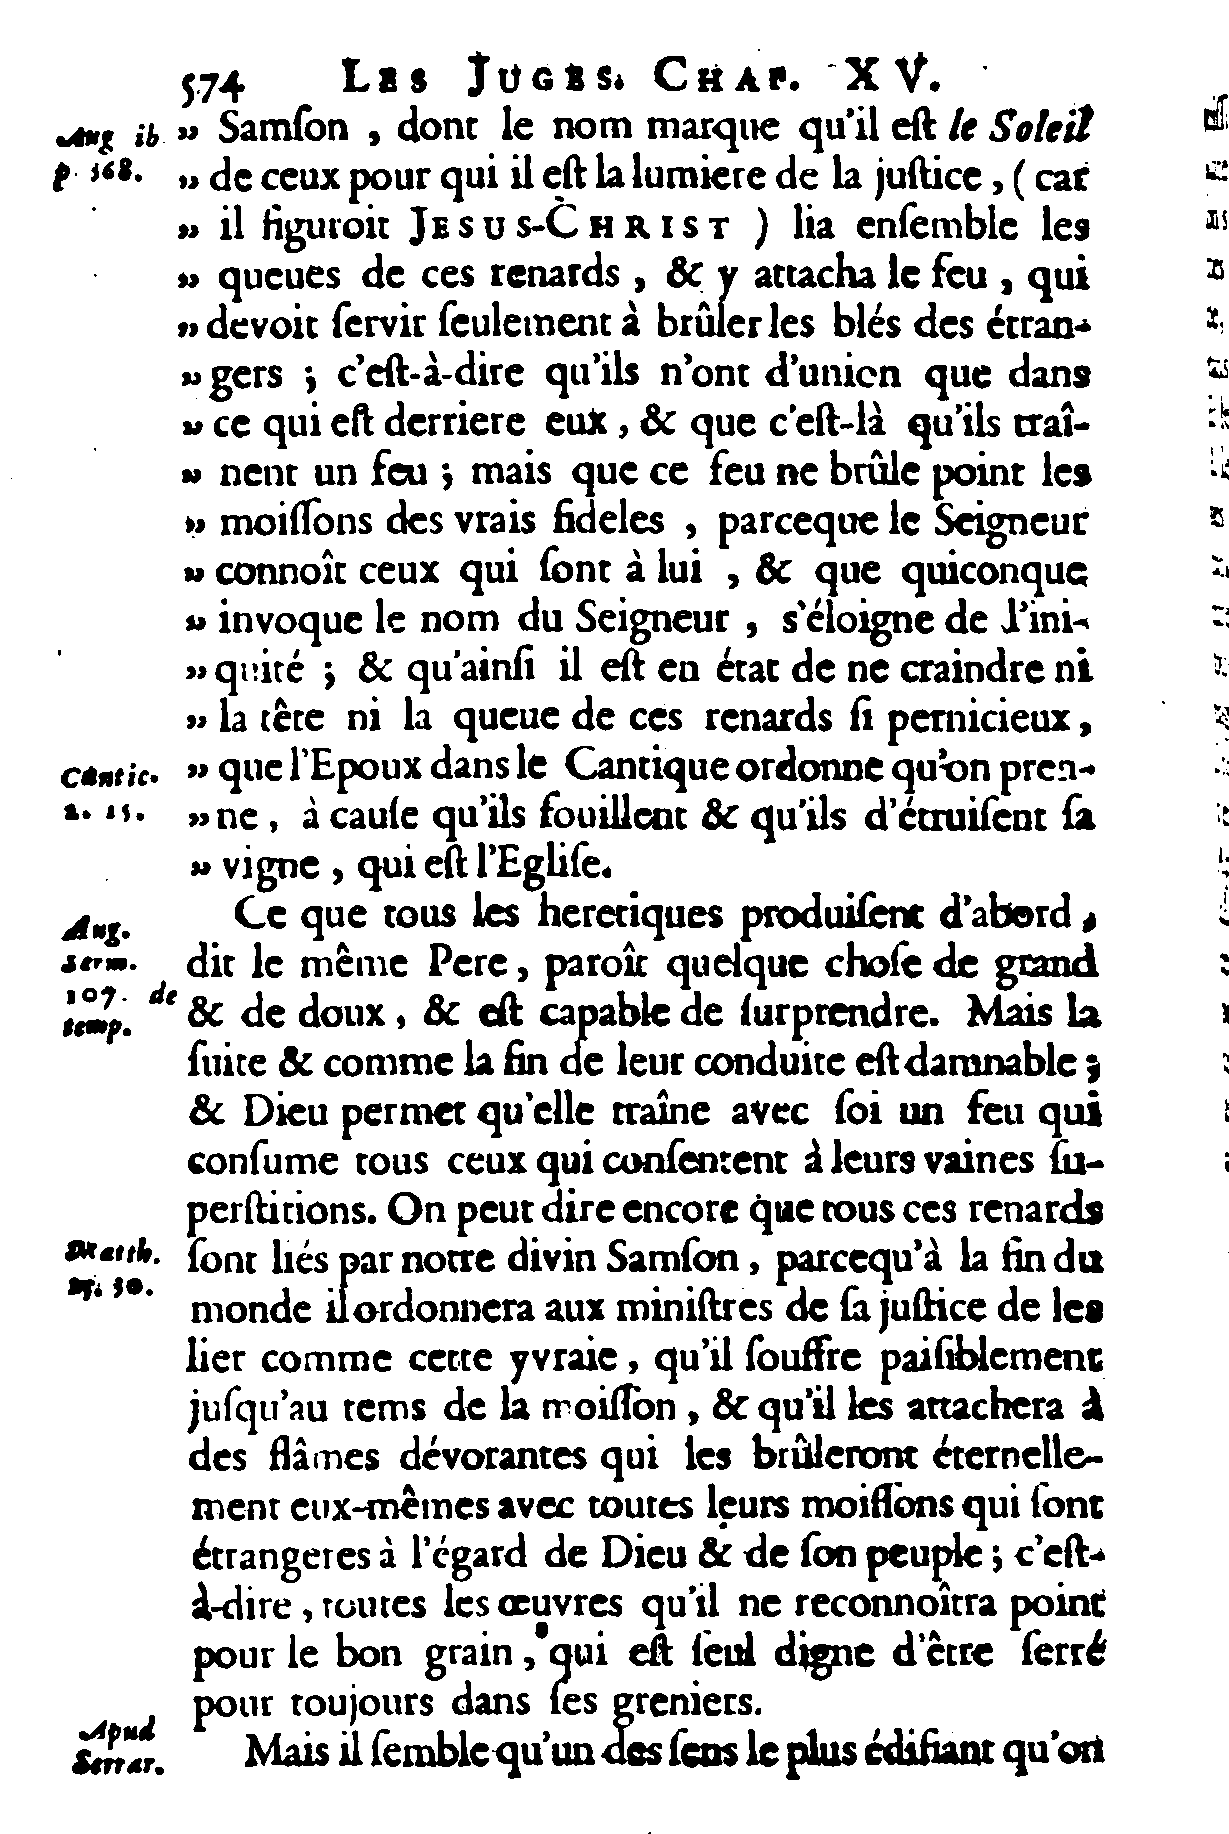 574 LES JUGES. CHAP. XV.
Aug ib. p. 368.
„ Samſon , dont le nom marque qu'il eſt le Soleil
„ de ceux pour qui il eſt la lumiere de la juſtice , ( car
„ il figuroit JESUS-CHRIST ) lia enſemble les
„ queues de ces renards , & y attacha le feu , qui
„ devoit ſervir ſeulement à brûler les blés des étran-
„ gers ; c'eſt-à-dire qu'ils n'ont d'union que dans
„ ce qui eſt derriere eux , & que c'eſt-là qu'ils traî-
„ nent un feu ; mais que ce feu ne brûle point les
„ moiſſons des vrais fideles , parceque le Seigneur
„ connoît ceux qui ſont à lui , & que quiconque
„ invoque le nom du Seigneur , s'éloigne de l'ini-
„ quité ; & qu'ainſi il eſt en état de ne craindre ni
„ la tête ni la queue de ces renards ſi pernicieux ,
Cantic. 2. 15.
„ que l'Epoux dans le Cantique ordonne qu'on pren-
„ ne , à cauſe qu'ils fouillent & qu'ils d'étruiſent ſa
„ vigne , qui eſt l'Egliſe.
Aug. Serm. 107. de temp.
Ce que tous les heretiques produiſent d'abord ,
dit le même Pere , paroît quelque choſe de grand
& de doux , & eſt capable de ſurprendre. Mais la
ſuite & comme la fin de leur conduite eſt damnable ;
& Dieu permet qu'elle traîne avec ſoi un feu qui
conſume tous ceux qui conſentent à leurs vaines ſu-
perſtitions. On peut dire encore que tous ces renards
Matth. 30.
ſont liés par notre divin Samſon , parcequ'à la fin du
monde il ordonnera aux miniſtres de ſa juſtice de les
lier comme cette yvraie , qu'il ſouffre paiſiblement
juſqu'au tems de la moiſſon , & qu'il les attachera à
des flâmes dévorantes qui les brûleront éternelle-
ment eux-mêmes avec toutes leurs moiſſons qui ſont
étrangeres à l'égard de Dieu & de ſon peuple ; c'eſt-
à-dire , toutes les œuvres qu'il ne reconnoîtra point
pour le bon grain , qui eſt ſeul digne d'être ſerré
pour toujours dans ſes greniers.
Apud Serrar.
Mais il ſemble qu'un des ſens le plus édifiant qu'on